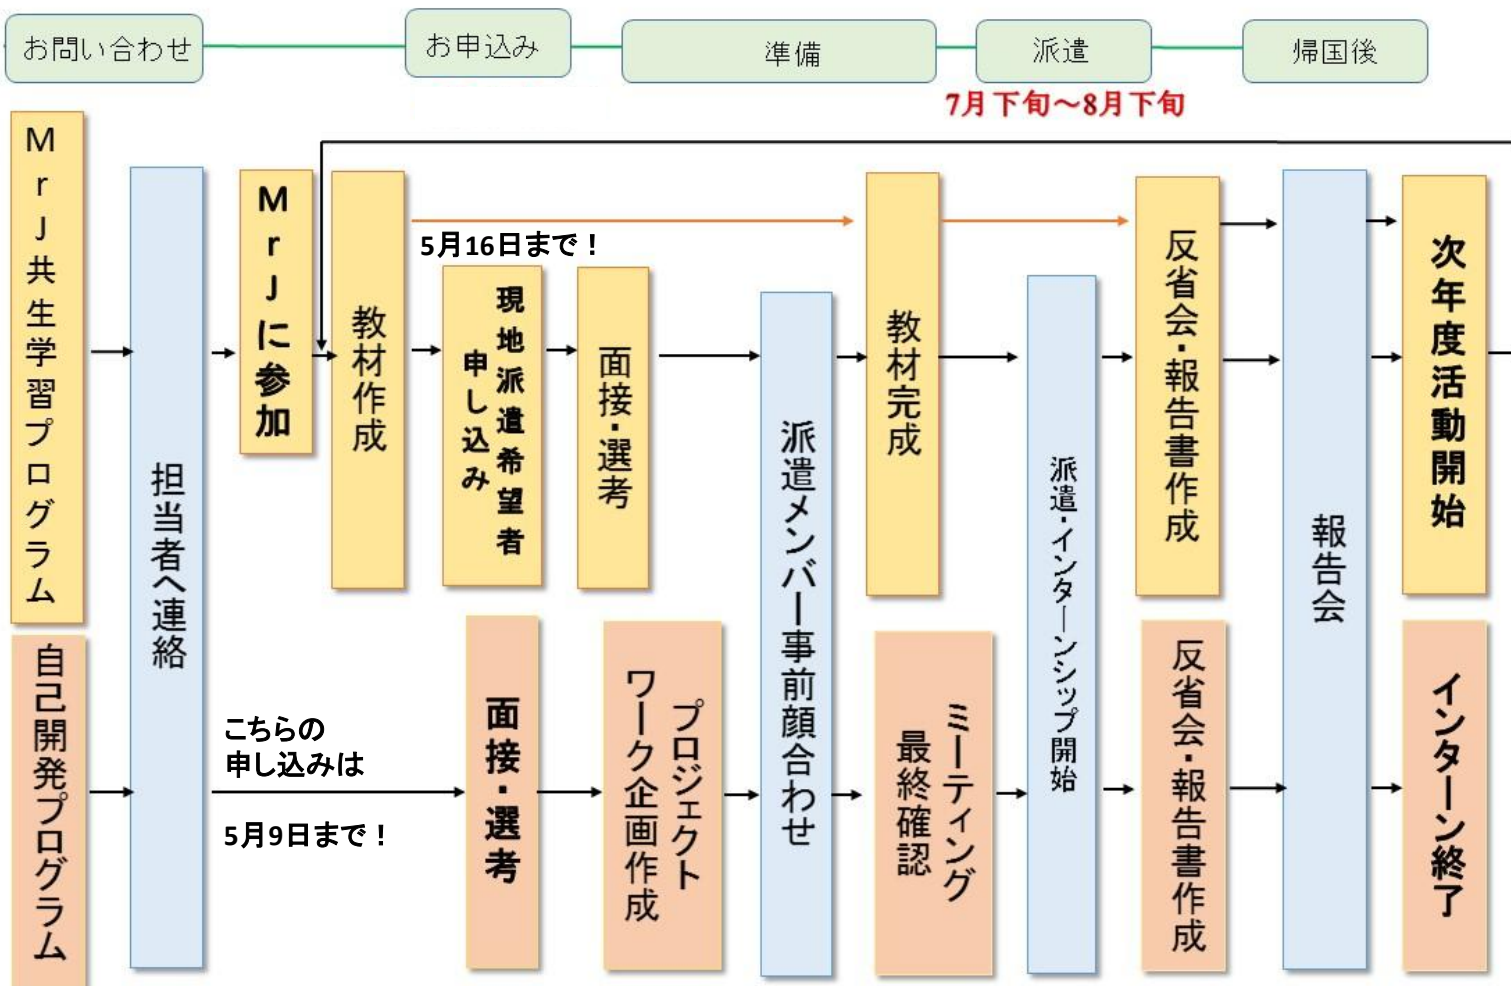 お問い合わせ
お申込み
準備
派遣
帰国後
7月下旬～8月下旬
MrJ共生学習プログラム
担当者へ連絡
MrJに参加
教材作成
5月16日まで！
現地派遣希望者
申し込み
面接・選考
派遣メンバー事前顔合わせ
教材完成
派遣・インターンシップ開始
反省会・報告書作成
報告会
次年度活動開始
自己開発プログラム
こちらの
申し込みは
5月9日まで！
面接・選考
プロジェクト
ワーク企画作成
ミーティング
最終確認
反省会・報告書作成
インターン終了